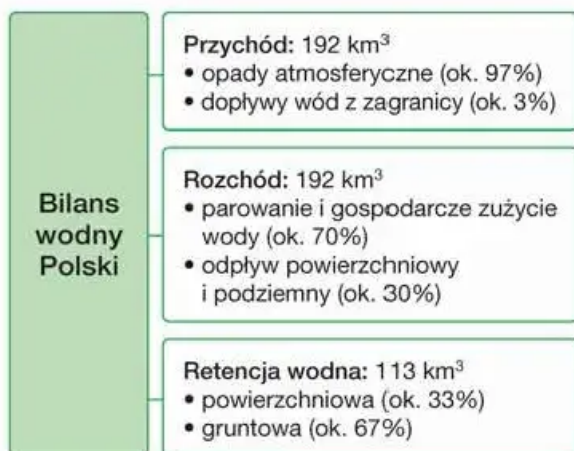 Bilans
wodny
Polski
Przychód: 192 km³
• opady atmosferyczne (ok. 97%)
• dopływy wód z zagranicy (ok. 3%)
Rozchód: 192 km³
• parowanie i gospodarcze zużycie
wody (ok. 70%)
• odpływ powierzchniowy
i podziemny (ok. 30%)
Retencja wodna: 113 km³
• powierzchniowa (ok. 33%)
• gruntowa (ok. 67%)